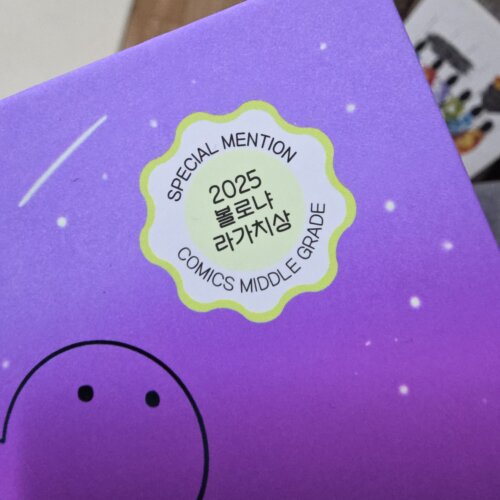 SPECIAL MENTION
2025
볼로냐
라가치상
COMICS MIDDLE GRADE